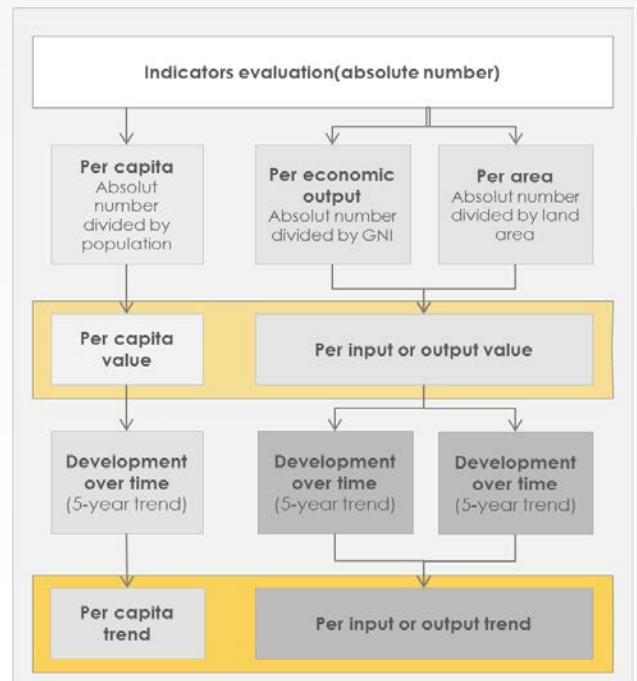 Indicators evaluation(absolute number)
Per capita
Absolut
number
divided by
population
Per economic
output
Absolut number
divided by GNI
Per area
Absolut number
divided by land
area
Per capita
value
Per input or output value
Development
over time
(5-year trend)
Development
over time
(5-year trend)
Development
over time
(5-year trend)
Per capita
trend
Per input or output trend